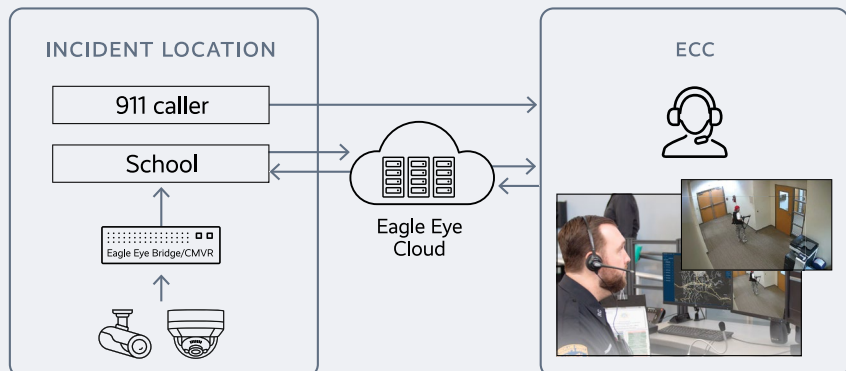 INCIDENT LOCATION
911 caller
School
Eagle Eye Bridge/CMVR
Eagle Eye
Cloud
ECC